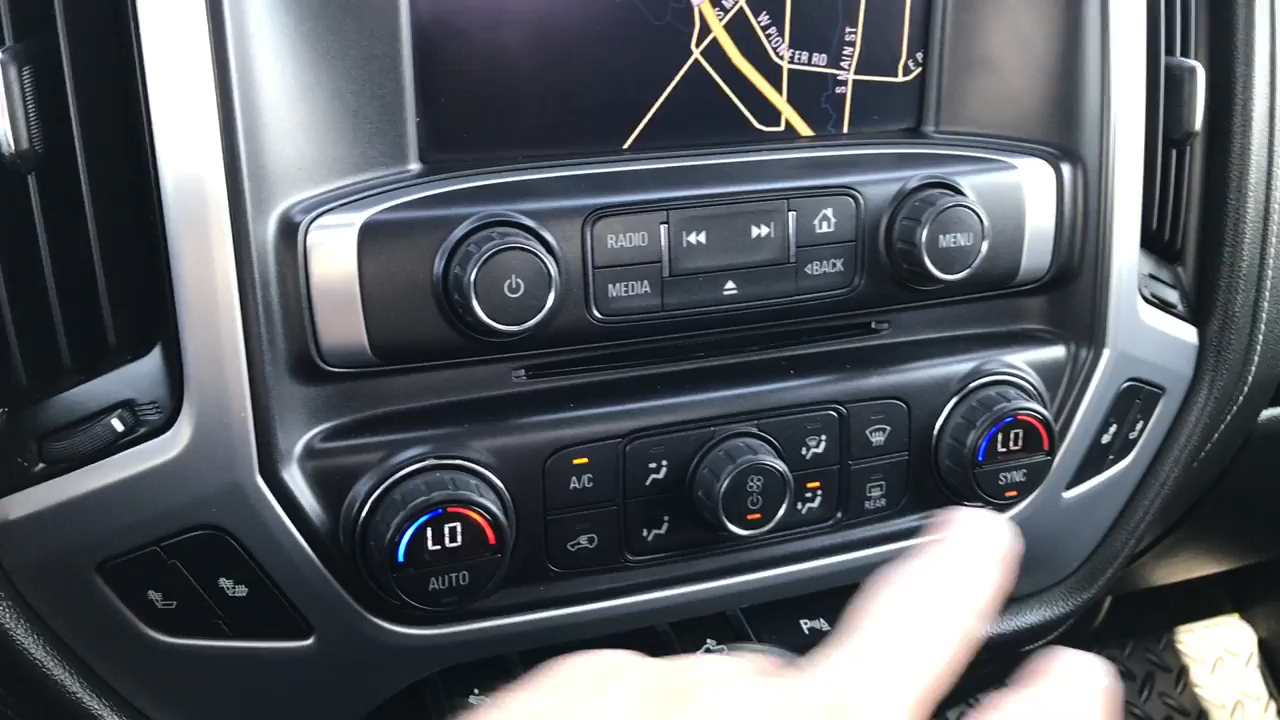 W PIONEER RD
S MAIN ST
RADIO
MEDIA
BACK
MENU
A/C
AUTO
LO
REAR
LO
SYNC